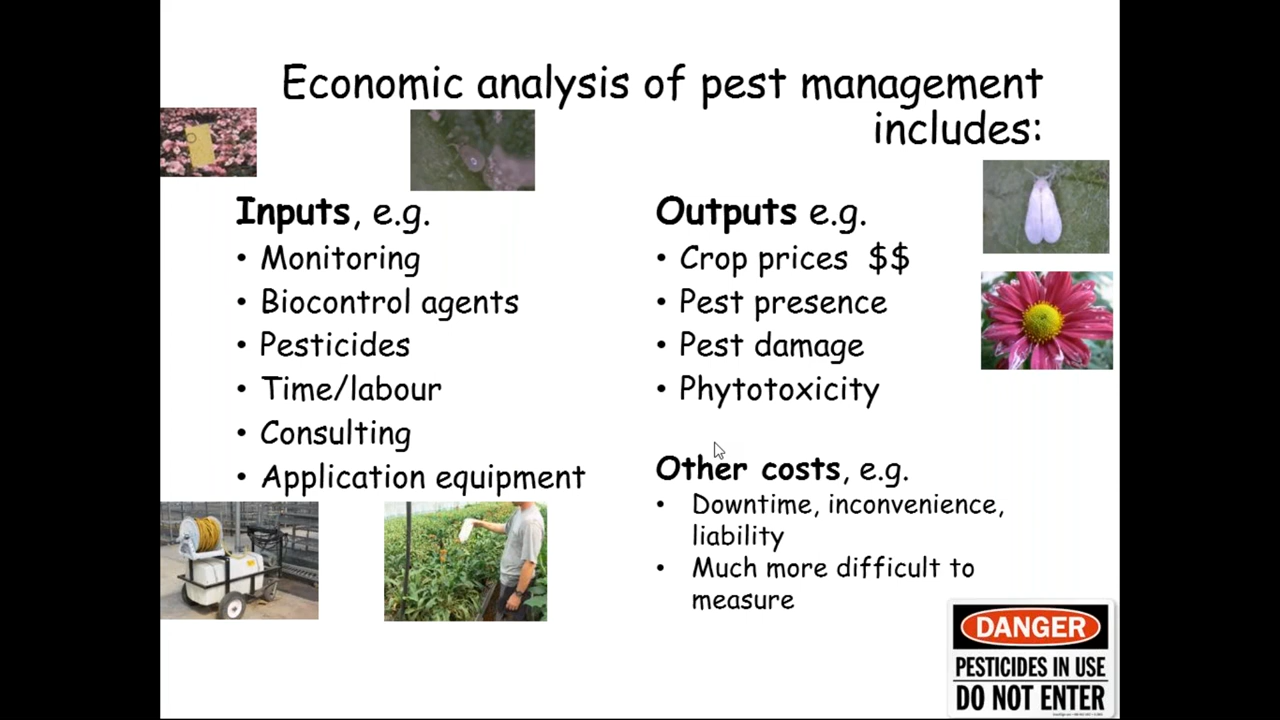 Economic analysis of pest management
includes:
Inputs, e.g.
• Monitoring
• Biocontrol agents
• Pesticides
• Time/labour
• Consulting
• Application equipment
Outputs e.g.
• Crop prices $$
• Pest presence
• Pest damage
• Phytotoxicity
Other costs, e.g.
• Downtime, inconvenience,
liability
• Much more difficult to
measure
DANGER
PESTICIDES IN USE
DO NOT ENTER